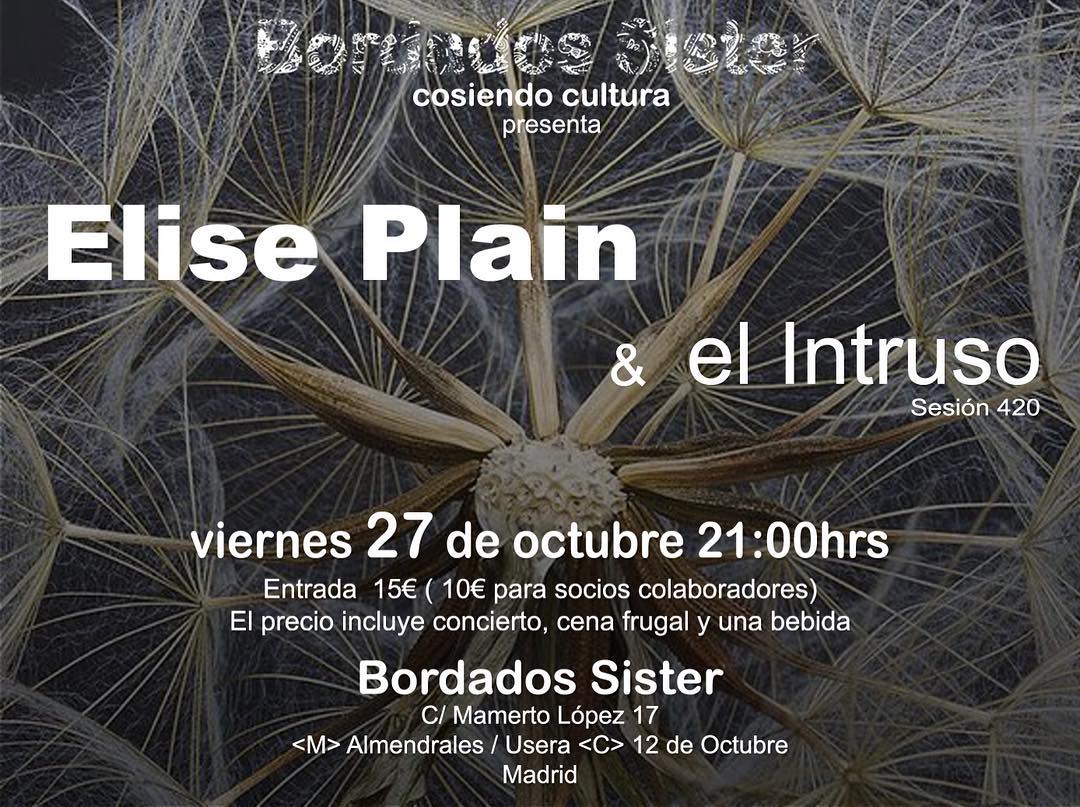 Bordados Sister
cosiendo cultura
presenta
Elise Plain
& el Intruso
Sesión 420
viernes 27 de octubre 21:00hrs
Entrada 15€ ( 10€ para socios colaboradores)
El precio incluye concierto, cena frugal y una bebida
Bordados Sister
C/ Mamerto López 17
<M> Almendrales / Usera <C> 12 de Octubre
Madrid